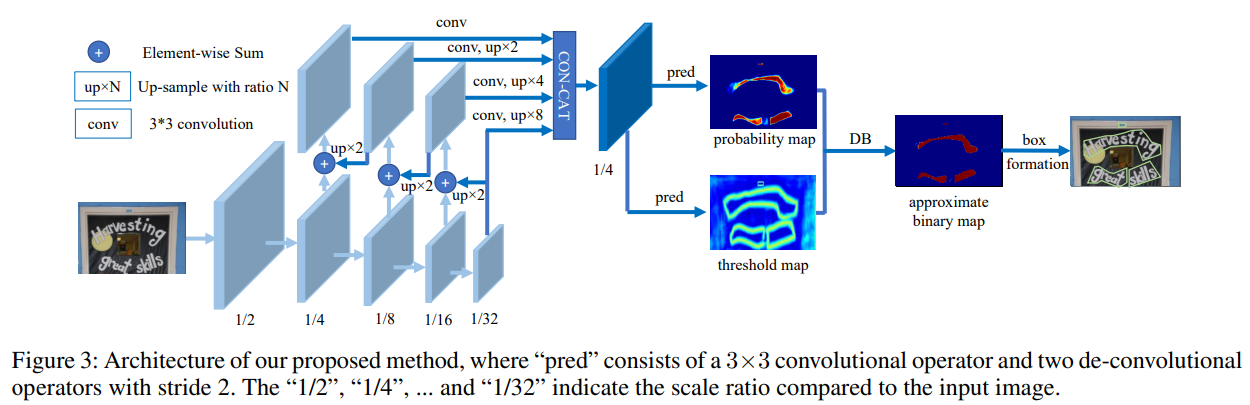 conv
conv, up×2
Element-wise Sum
up×N Up-sample with ratio N
conv, up×4
conv 3*3 convolution
conv, up×8
CON-CAT
pred
probability map
1/4
up×2
up×2
up×2
DB
box
formation
Harvesting
great skills
approximate
binary map
pred
threshold map
Harvesting
great skills
1/2 1/4 1/8 1/16 1/32
Figure 3: Architecture of our proposed method, where “pred” consists of a 3×3 convolutional operator and two de-convolutional
operators with stride 2. The “1/2”, “1/4”, ... and “1/32” indicate the scale ratio compared to the input image.